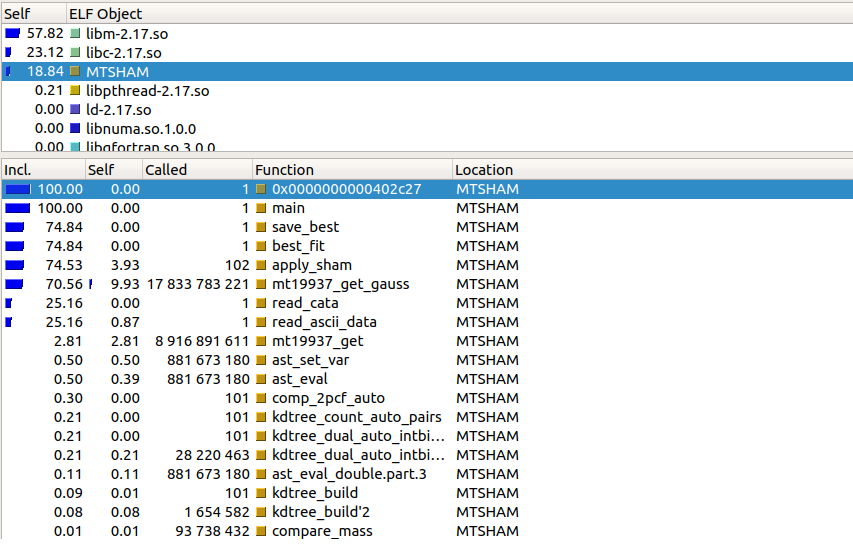 Self ELF Object
57.82 libm-2.17.so
23.12 libc-2.17.so
18.84 MTSHAM
0.21 libpthread-2.17.so
0.00 ld-2.17.so
0.00 libnuma.so.1.0.0
0.00 libgfortran.so.3.0.0
Incl. Self Called Function Location
100.00 0.00 1 0x0000000000402c27 MTSHAM
100.00 0.00 1 main MTSHAM
74.84 0.00 1 save_best MTSHAM
74.84 0.00 1 best_fit MTSHAM
74.53 3.93 102 apply_sham MTSHAM
70.56 9.93 17 833 783 221 mt19937_get_gauss MTSHAM
25.16 0.00 1 read_cata MTSHAM
25.16 0.87 1 read_ascii_data MTSHAM
2.81 2.81 8 916 891 611 mt19937_get MTSHAM
0.50 0.50 881 673 180 ast_set_var MTSHAM
0.50 0.39 881 673 180 ast_eval MTSHAM
0.30 0.00 101 comp_2pcf_auto MTSHAM
0.21 0.00 101 kdtree_count_auto_pairs MTSHAM
0.21 0.00 101 kdtree_dual_auto_intbi... MTSHAM
0.21 0.21 28 220 463 kdtree_dual_auto_intbi... MTSHAM
0.11 0.11 881 673 180 ast_eval_double.part.3 MTSHAM
0.09 0.01 101 kdtree_build MTSHAM
0.08 0.08 1 654 582 kdtree_build'2 MTSHAM
0.01 0.01 93 738 432 compare_mass MTSHAM